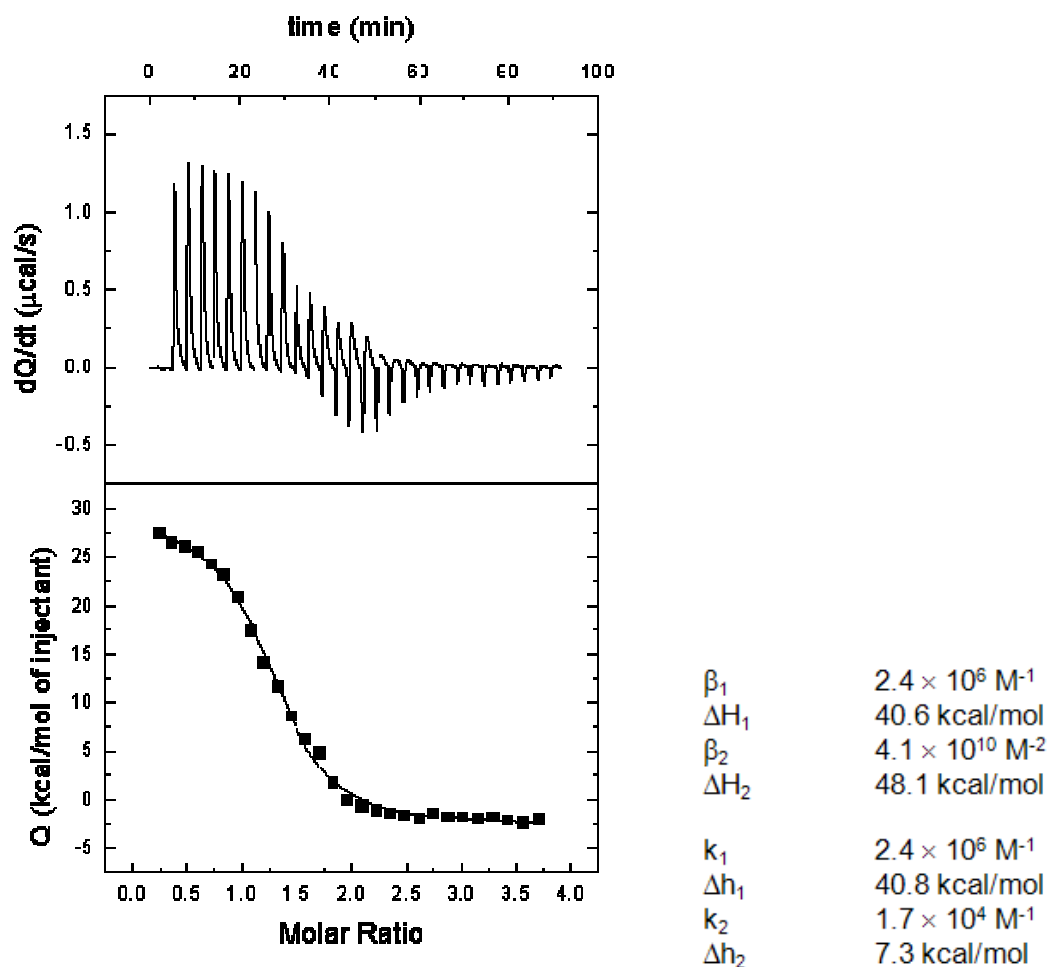 time (min)
0 20 40 60 80 100
1.5
1.0
0.5
0.0
-0.5
dQ/dt (μcal/s)
30
25
20
15
10
5
0
-5
Q (kcal/mol of injectant)
0.0 0.5 1.0 1.5 2.0 2.5 3.0 3.5 4.0
Molar Ratio
β₁ 2.4 × 10⁶ M⁻¹
ΔH₁ 40.6 kcal/mol
β₂ 4.1 × 10¹⁰ M⁻²
ΔH₂ 48.1 kcal/mol
k₁ 2.4 × 10⁶ M⁻¹
Δh₁ 40.8 kcal/mol
k₂ 1.7 × 10⁴ M⁻¹
Δh₂ 7.3 kcal/mol